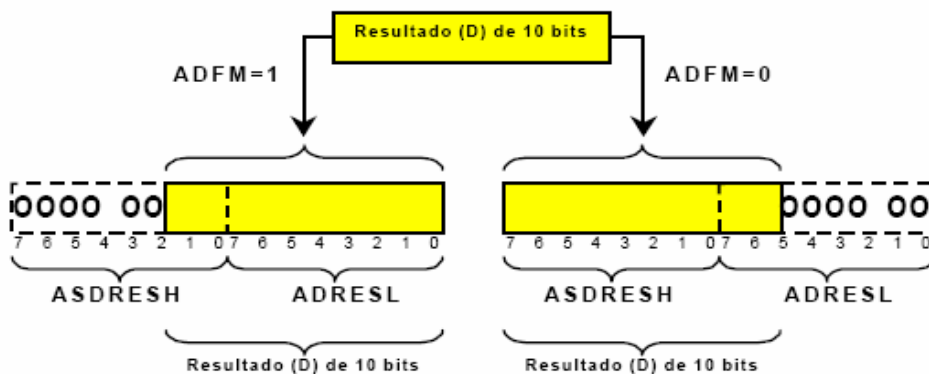 Resultado (D) de 10 bits
ADFM=1 ADFM=0
0000 00 0000 00
7 6 5 4 3 2 1 0 7 6 5 4 3 2 1 0 7 6 5 4 3 2 1 0 7 6 5 4 3 2 1 0
ASDRESH ADRESL ASDRESH ADRESL
Resultado (D) de 10 bits Resultado (D) de 10 bits